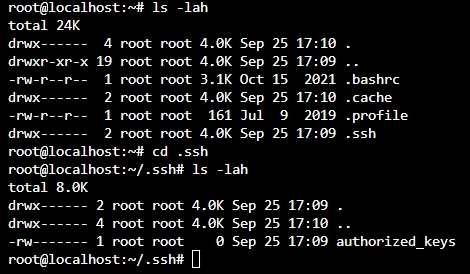 root@localhost:~# ls -lah
total 24K
drwx------  4 root root 4.0K Sep 25 17:10 .
drwxr-xr-x 19 root root 4.0K Sep 25 17:09 ..
-rw-r--r--  1 root root 3.1K Oct 15  2021 .bashrc
drwx------  2 root root 4.0K Sep 25 17:10 .cache
-rw-r--r--  1 root root  161 Jul  9  2019 .profile
drwx------  2 root root 4.0K Sep 25 17:09 .ssh
root@localhost:~# cd .ssh
root@localhost:~/.ssh# ls -lah
total 8.0K
drwx------ 2 root root 4.0K Sep 25 17:09 .
drwx------ 4 root root 4.0K Sep 25 17:10 ..
-rw------- 1 root root    0 Sep 25 17:09 authorized_keys
root@localhost:~/.ssh#